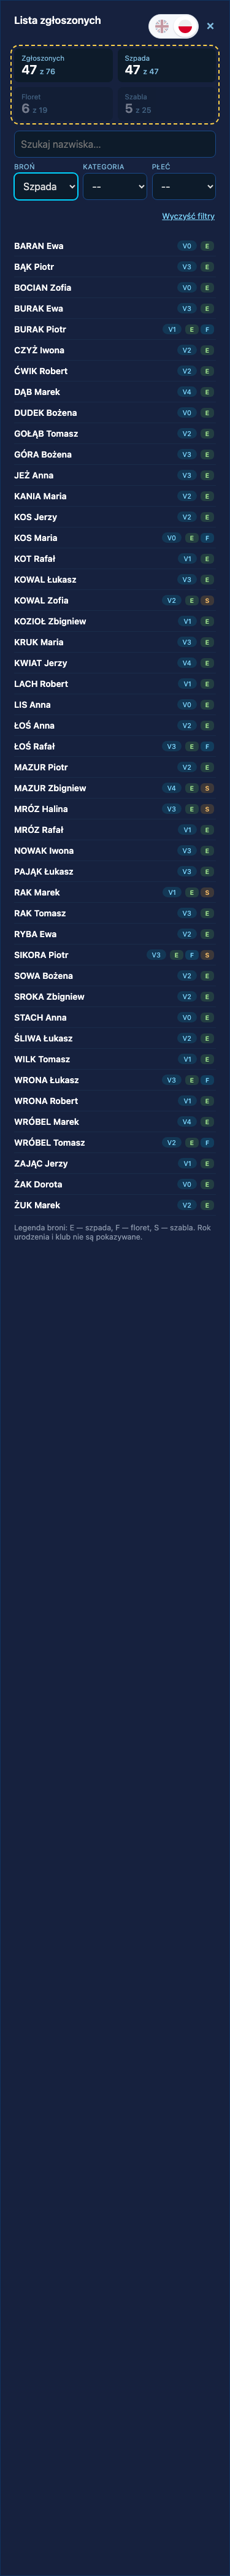 Lista zgłoszonych
×
Zgłoszonych
47 z 76
Szpada
47 z 47
Floret
6 z 19
Szabla
5 z 25
Szukaj nazwiska...
BROŃ KATEGORIA PŁEĆ
Szpada -- --
Wyczyść filtry
BARAN Ewa V0 E
BĄK Piotr V3 E
BOCIAN Zofia V0 E
BURAK Ewa V3 E
BURAK Piotr V1 E F
CZYŻ Iwona V2 E
ĆWIK Robert V2 E
DĄB Marek V4 E
DUDEK Bożena V0 E
GOŁĄB Tomasz V2 E
GÓRA Bożena V3 E
JEŻ Anna V3 E
KANIA Maria V2 E
KOS Jerzy V2 E
KOS Maria V0 E F
KOT Rafał V1 E
KOWAL Łukasz V3 E
KOWAL Zofia V2 E S
KOZIOŁ Zbigniew V1 E
KRUK Maria V3 E
KWIAT Jerzy V4 E
LACH Robert V1 E
LIS Anna V0 E
ŁOŚ Anna V2 E
ŁOŚ Rafał V3 E F
MAZUR Piotr V2 E
MAZUR Zbigniew V4 E S
MRÓZ Halina V3 E S
MRÓZ Rafał V1 E
NOWAK Iwona V3 E
PAJĄK Łukasz V3 E
RAK Marek V1 E S
RAK Tomasz V3 E
RYBA Ewa V2 E
SIKORA Piotr V3 E F S
SOWA Bożena V2 E
SROKA Zbigniew V2 E
STACH Anna V0 E
ŚLIWA Łukasz V2 E
WILK Tomasz V1 E
WRONA Łukasz V3 E F
WRONA Robert V1 E
WRÓBEL Marek V4 E
WRÓBEL Tomasz V2 E F
ZAJĄC Jerzy V1 E
ŻAK Dorota V0 E
ŻUK Marek V2 E
Legenda broni: E — szpada, F — floret, S — szabla. Rok
urodzenia i klub nie są pokazywane.